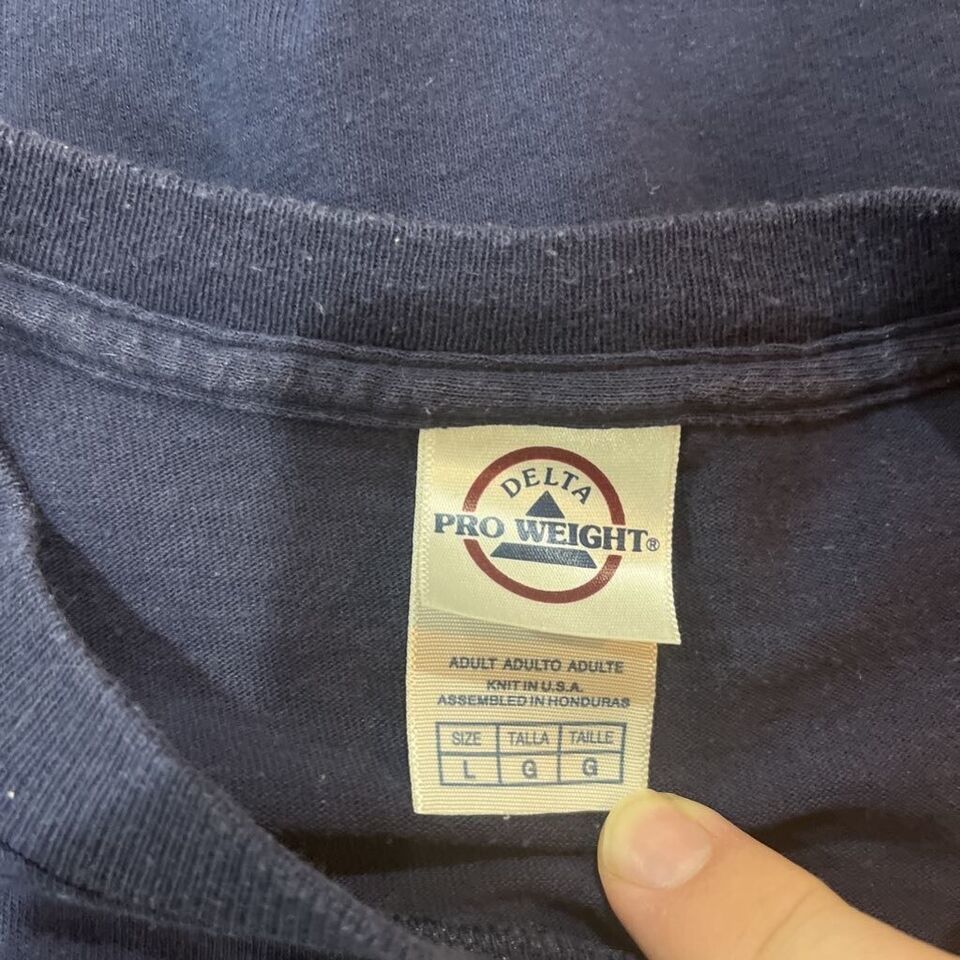 DELTA
PRO WEIGHT®
ADULT ADULTO ADULTE
KNIT IN U.S.A.
ASSEMBLED IN HONDURAS
SIZE TALLA TAILLE
L G G